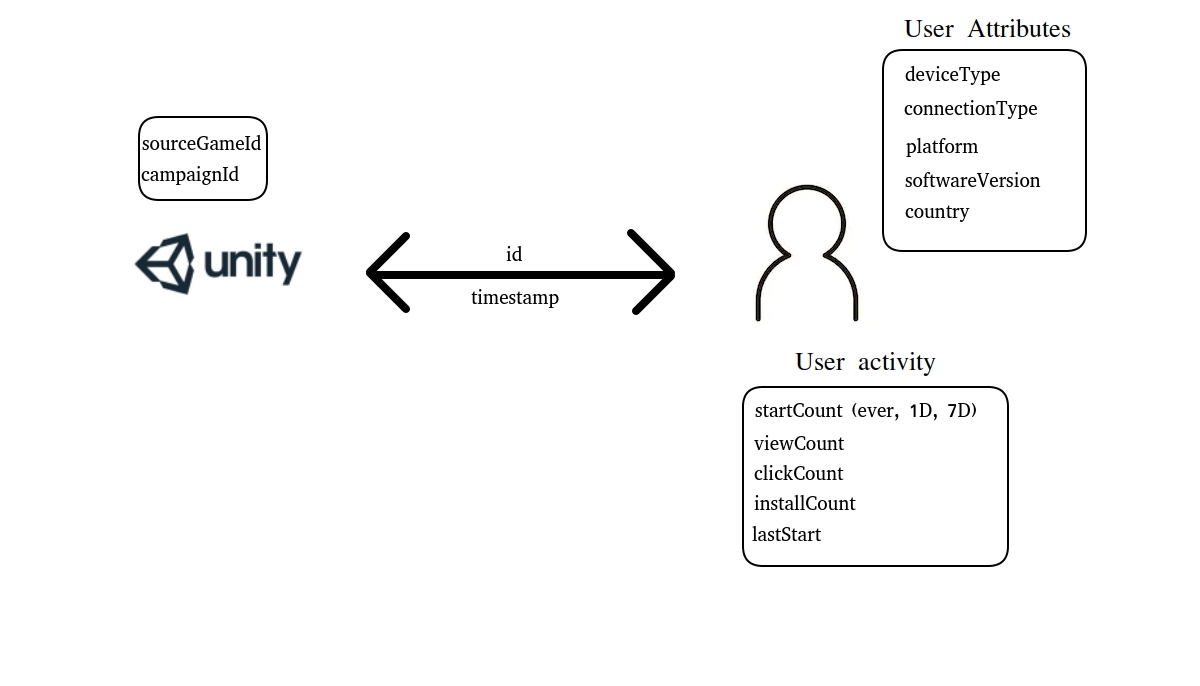 User Attributes
deviceType
connectionType
platform
softwareVersion
country
sourceGameId
campaignId
unity
id
timestamp
User activity
startCount (ever, 1D, 7D)
viewCount
clickCount
installCount
lastStart